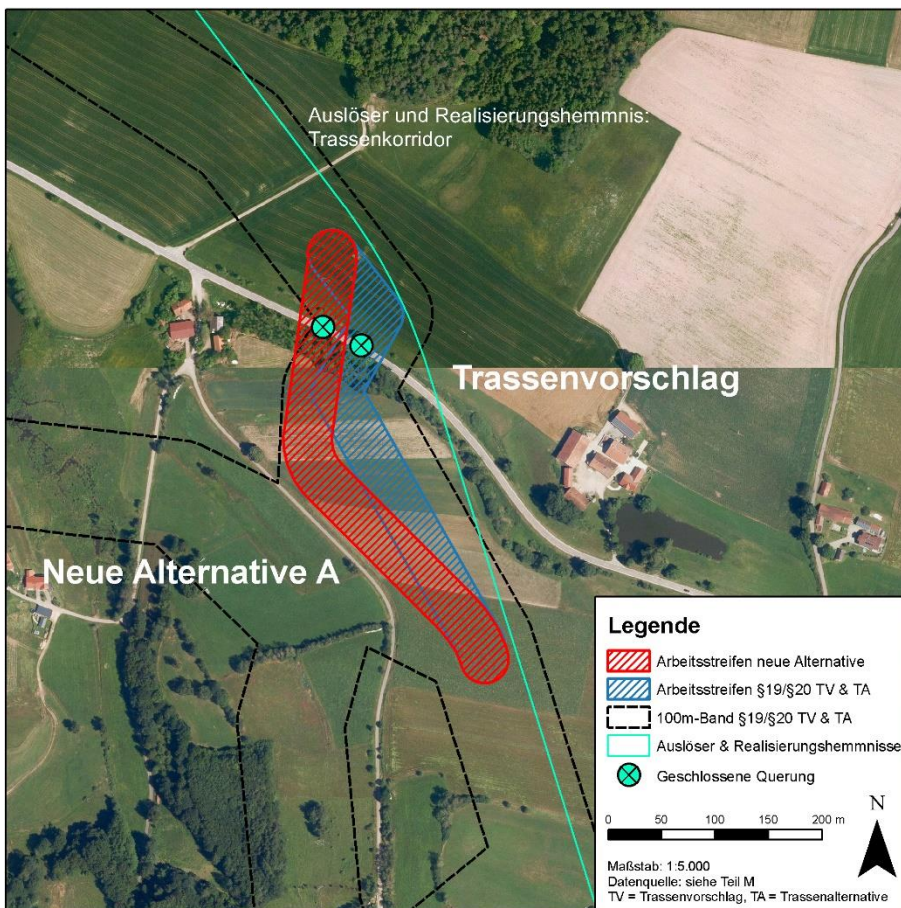 Auslöser und Realisierungshemmnis:
Trassenkorridor
Trassenvorschlag
Neue Alternative A
Legende
Arbeitsstreifen neue Alternative
Arbeitsstreifen §19/§20 TV & TA
100m-Band §19/§20 TV & TA
Auslöser & Realisierungshemmnisse
Geschlossene Querung
0 50 100 150 200 m
N
Maßstab: 1:5.000
Datenquelle: siehe Teil M
TV = Trassenvorschlag, TA = Trassenalternative